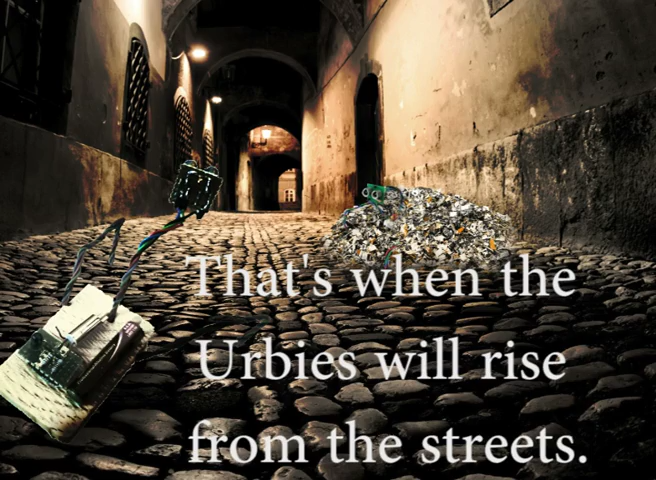 That's when the
Urbies will rise
from the streets.